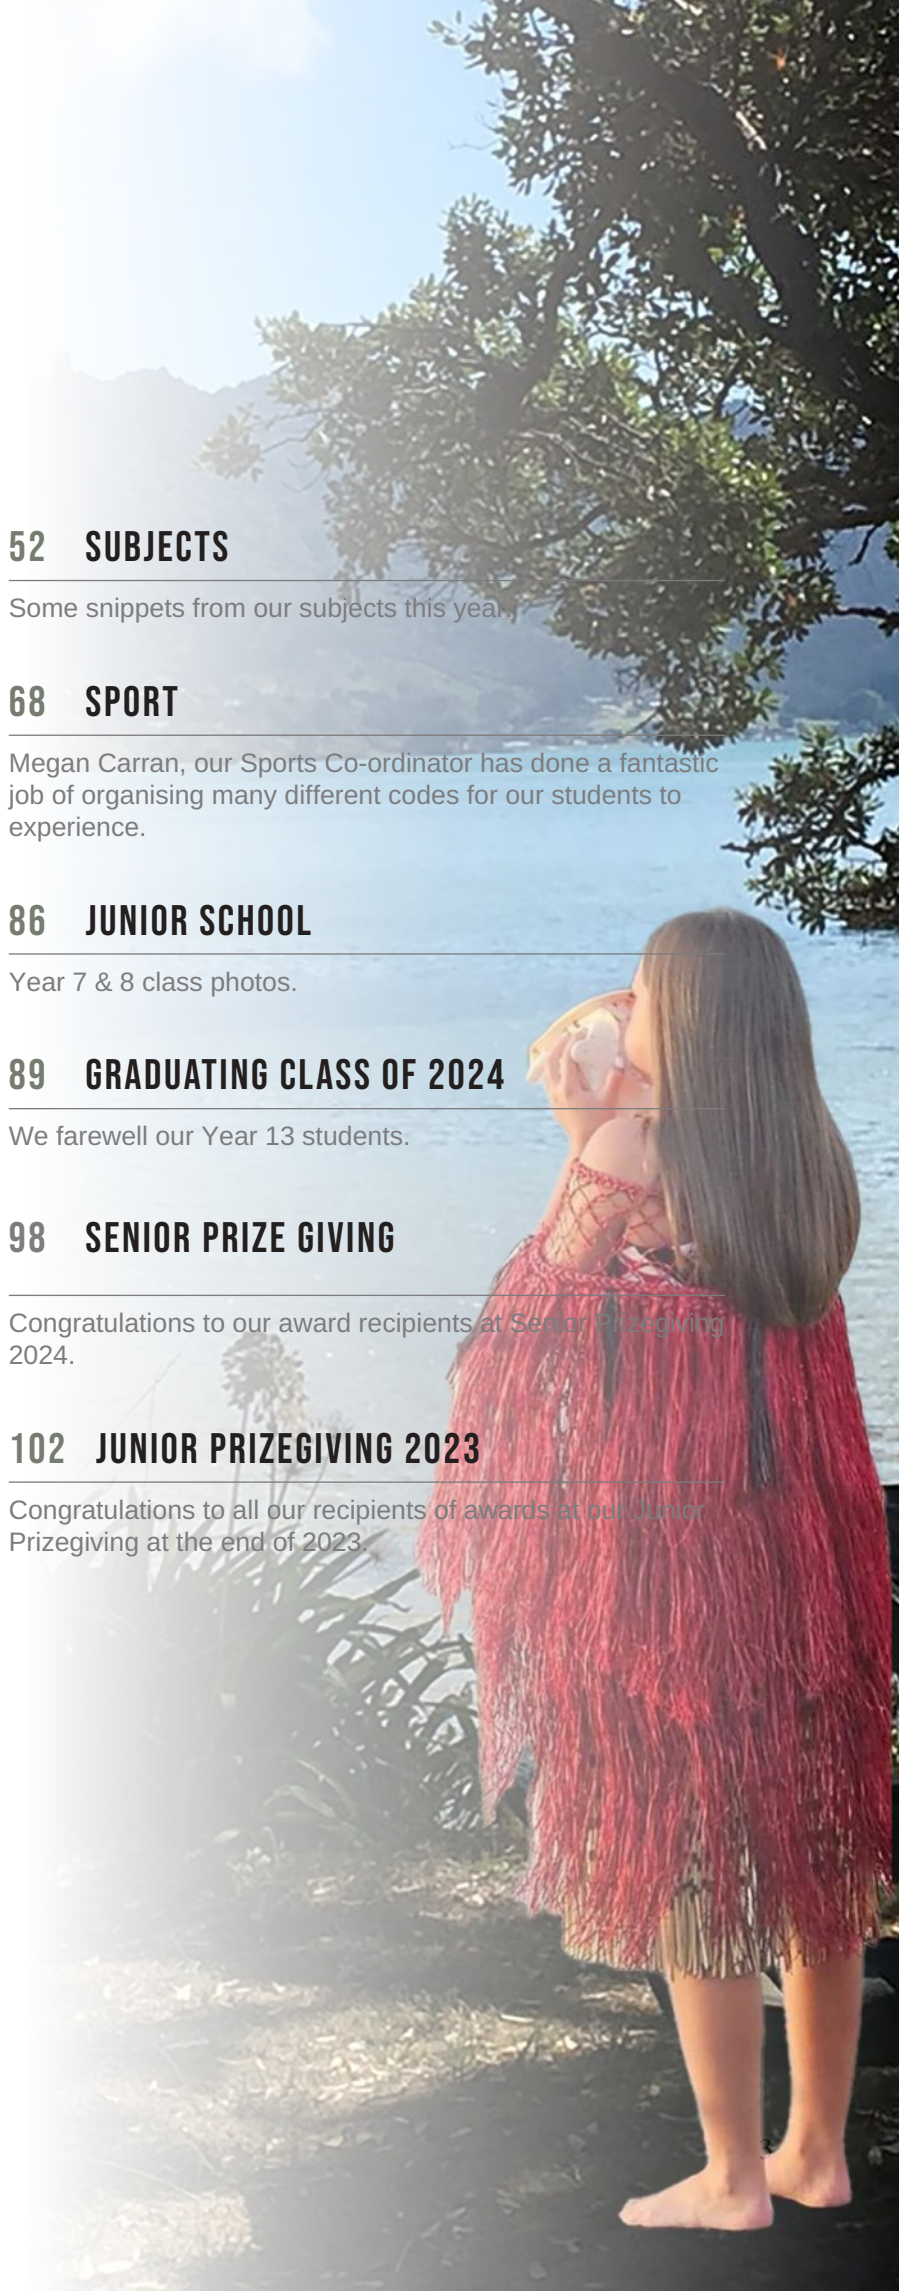 52 SUBJECTS
Some snippets from our subjects this year.
68 SPORT
Megan Carran, our Sports Co-ordinator has done a fantastic
job of organising many different codes for our students to
experience.
86 JUNIOR SCHOOL
Year 7 & 8 class photos.
89 GRADUATING CLASS OF 2024
We farewell our Year 13 students.
98 SENIOR PRIZE GIVING
Congratulations to our award recipients at Senior Prizegiving
2024.
102 JUNIOR PRIZEGIVING 2023
Congratulations to all our recipients of awards at our Junior
Prizegiving at the end of 2023.
3